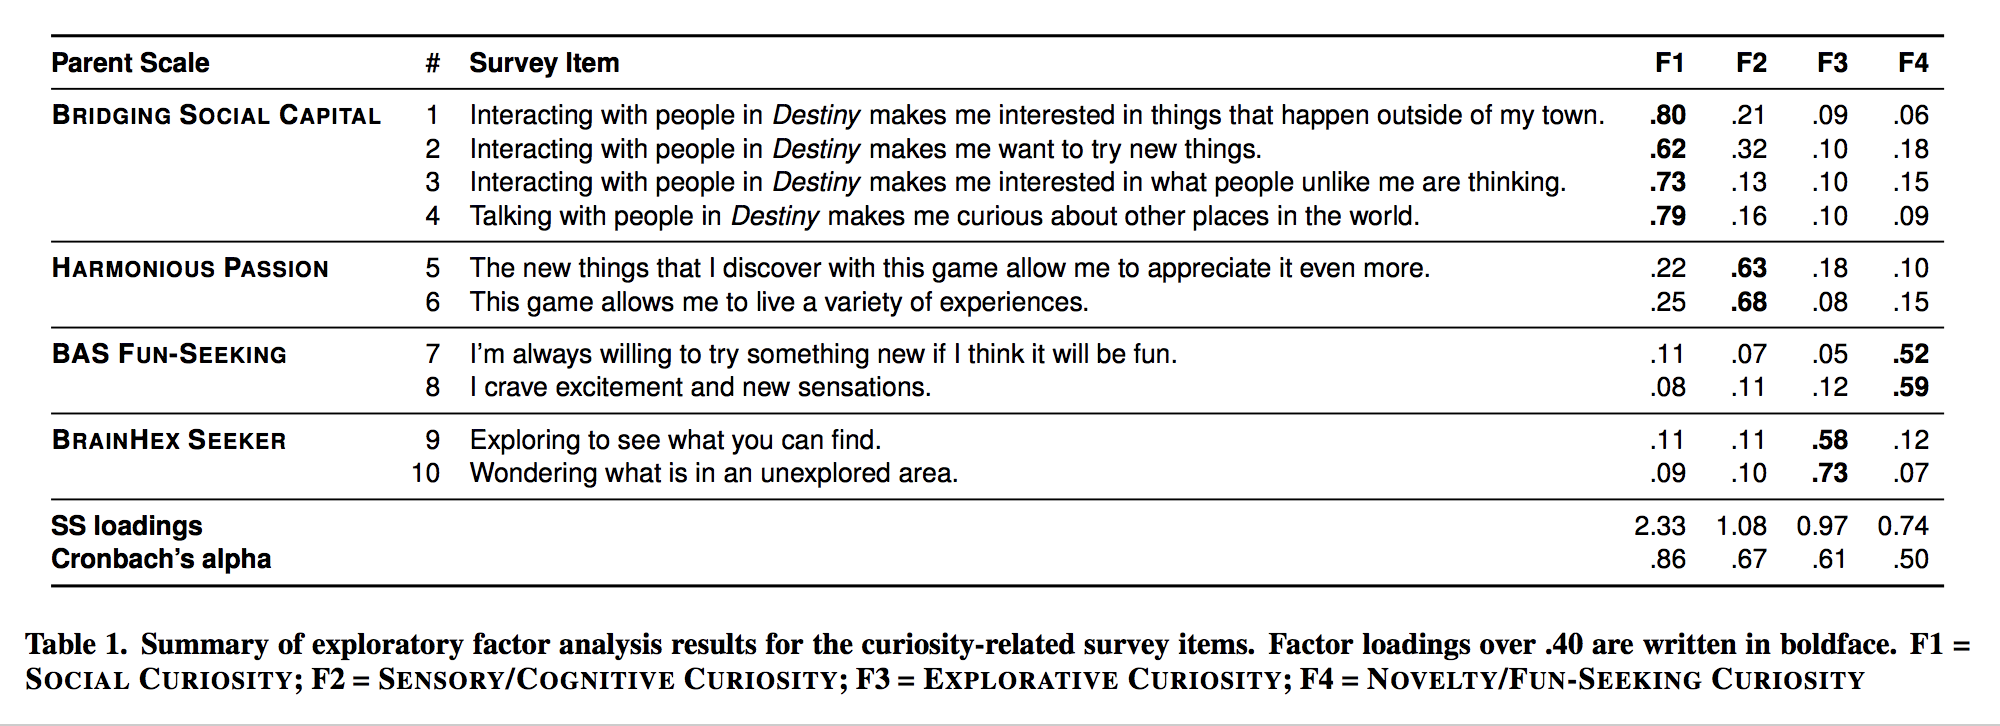 Parent Scale # Survey Item F1 F2 F3 F4
BRIDGING SOCIAL CAPITAL 1 Interacting with people in Destiny makes me interested in things that happen outside of my town. .80 .21 .09 .06
2 Interacting with people in Destiny makes me want to try new things. .62 .32 .10 .18
3 Interacting with people in Destiny makes me interested in what people unlike me are thinking. .73 .13 .10 .15
4 Talking with people in Destiny makes me curious about other places in the world. .79 .16 .10 .09
HARMONIOUS PASSION 5 The new things that I discover with this game allow me to appreciate it even more. .22 .63 .18 .10
6 This game allows me to live a variety of experiences. .25 .68 .08 .15
BAS FUN-SEEKING 7 I'm always willing to try something new if I think it will be fun. .11 .07 .05 .52
8 I crave excitement and new sensations. .08 .11 .12 .59
BRAINHEX SEEKER 9 Exploring to see what you can find. .11 .11 .58 .12
10 Wondering what is in an unexplored area. .09 .10 .73 .07
SS loadings 2.33 1.08 0.97 0.74
Cronbach's alpha .86 .67 .61 .50
Table 1. Summary of exploratory factor analysis results for the curiosity-related survey items. Factor loadings over .40 are written in boldface. F1 =
SOCIAL CURIOSITY; F2 = SENSORY/COGNITIVE CURIOSITY; F3 = EXPLORATIVE CURIOSITY; F4 = NOVELTY/FUN-SEEKING CURIOSITY